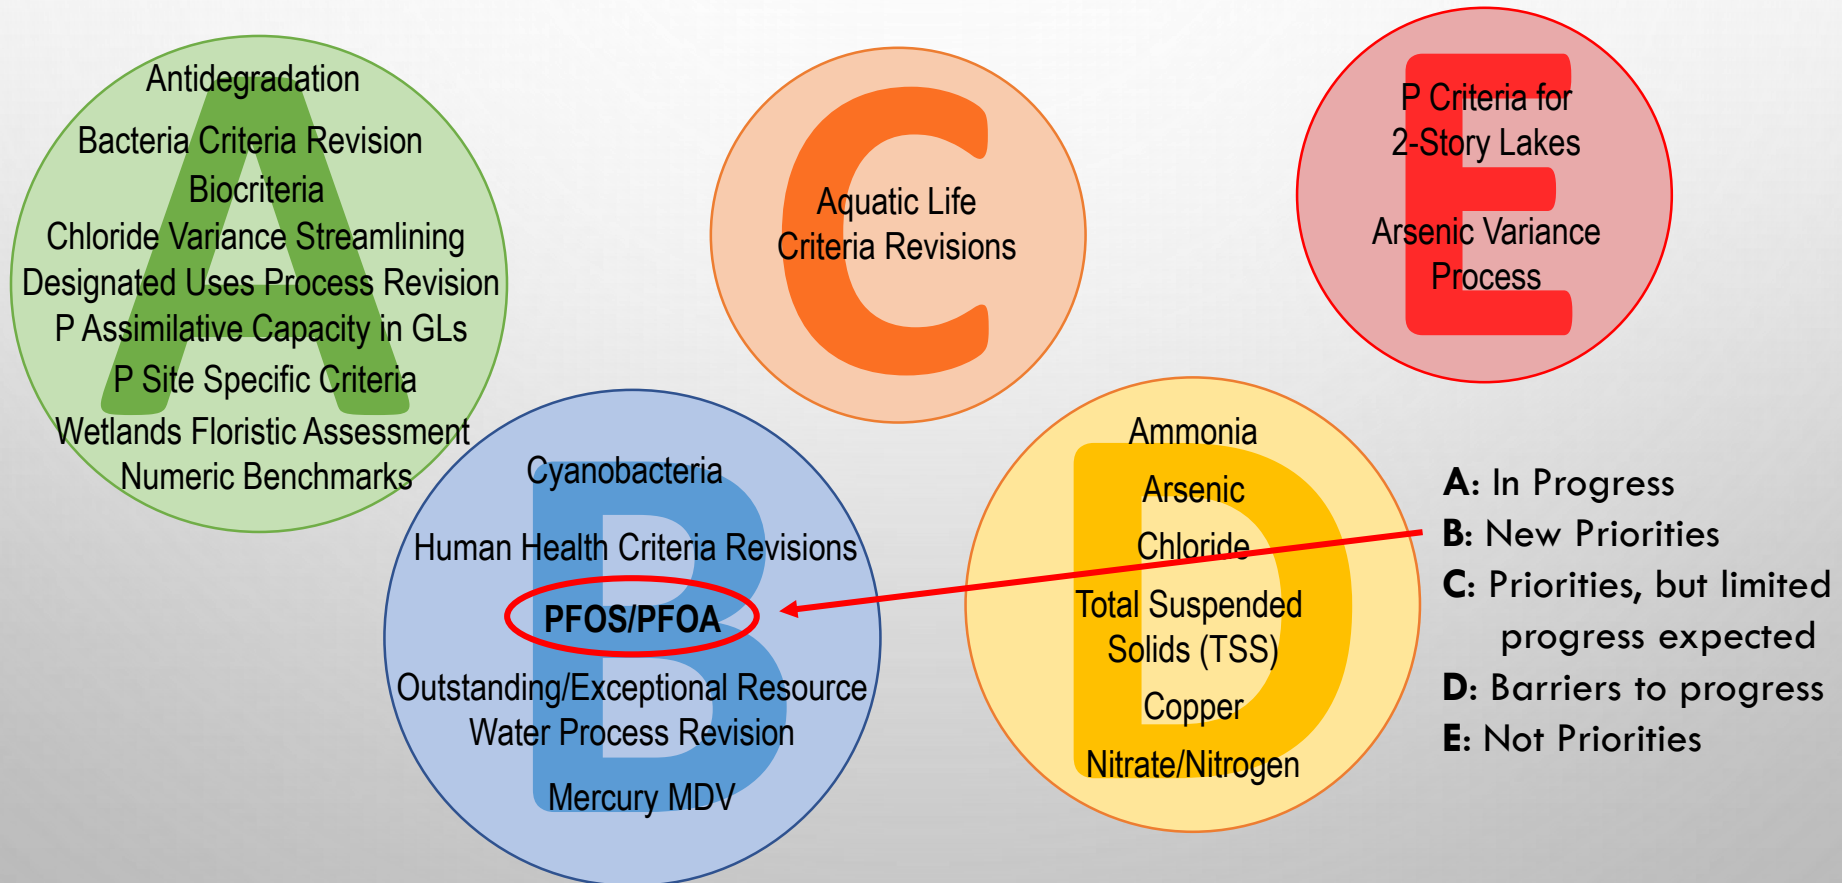 A
Antidegradation
Bacteria Criteria Revision
Biocriteria
Chloride Variance Streamlining
Designated Uses Process Revision
P Assimilative Capacity in GLs
P Site Specific Criteria
Wetlands Floristic Assessment
Numeric Benchmarks
B
Cyanobacteria
Human Health Criteria Revisions
PFOS/PFOA
Outstanding/Exceptional Resource
Water Process Revision
Mercury MDV
C
Aquatic Life
Criteria Revisions
D
Ammonia
Arsenic
Chloride
Total Suspended
Solids (TSS)
Copper
Nitrate/Nitrogen
E
P Criteria for
2-Story Lakes
Arsenic Variance
Process
A: In Progress
B: New Priorities
C: Priorities, but limited
progress expected
D: Barriers to progress
E: Not Priorities